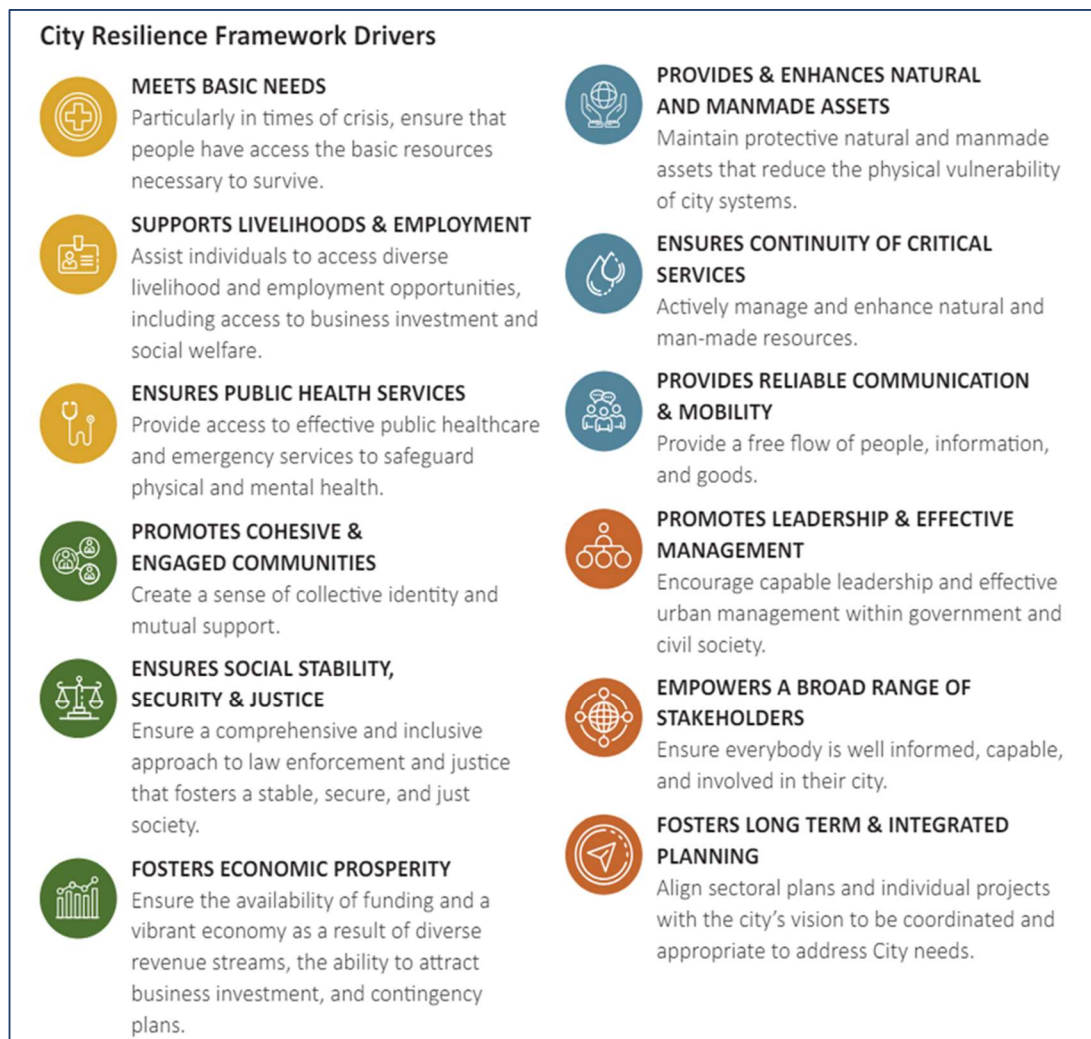 City Resilience Framework Drivers
MEETS BASIC NEEDS
Particularly in times of crisis, ensure that
people have access the basic resources
necessary to survive.
SUPPORTS LIVELIHOODS & EMPLOYMENT
Assist individuals to access diverse
livelihood and employment opportunities,
including access to business investment and
social welfare.
ENSURES PUBLIC HEALTH SERVICES
Provide access to effective public healthcare
and emergency services to safeguard
physical and mental health.
PROMOTES COHESIVE &
ENGAGED COMMUNITIES
Create a sense of collective identity and
mutual support.
ENSURES SOCIAL STABILITY,
SECURITY & JUSTICE
Ensure a comprehensive and inclusive
approach to law enforcement and justice
that fosters a stable, secure, and just
society.
FOSTERS ECONOMIC PROSPERITY
Ensure the availability of funding and a
vibrant economy as a result of diverse
revenue streams, the ability to attract
business investment, and contingency
plans.
PROVIDES & ENHANCES NATURAL
AND MANMADE ASSETS
Maintain protective natural and manmade
assets that reduce the physical vulnerability
of city systems.
ENSURES CONTINUITY OF CRITICAL
SERVICES
Actively manage and enhance natural and
man-made resources.
PROVIDES RELIABLE COMMUNICATION
& MOBILITY
Provide a free flow of people, information,
and goods.
PROMOTES LEADERSHIP & EFFECTIVE
MANAGEMENT
Encourage capable leadership and effective
urban management within government and
civil society.
EMPOWERS A BROAD RANGE OF
STAKEHOLDERS
Ensure everybody is well informed, capable,
and involved in their city.
FOSTERS LONG TERM & INTEGRATED
PLANNING
Align sectoral plans and individual projects
with the city's vision to be coordinated and
appropriate to address City needs.